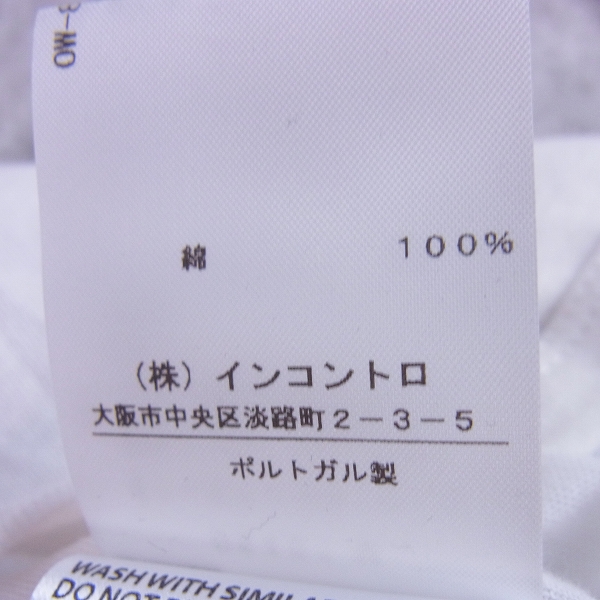 綿 100%
(株)インコントロ
大阪市中央区淡路町2-3-5
ポルトガル製
WASH WITH
DO NOT